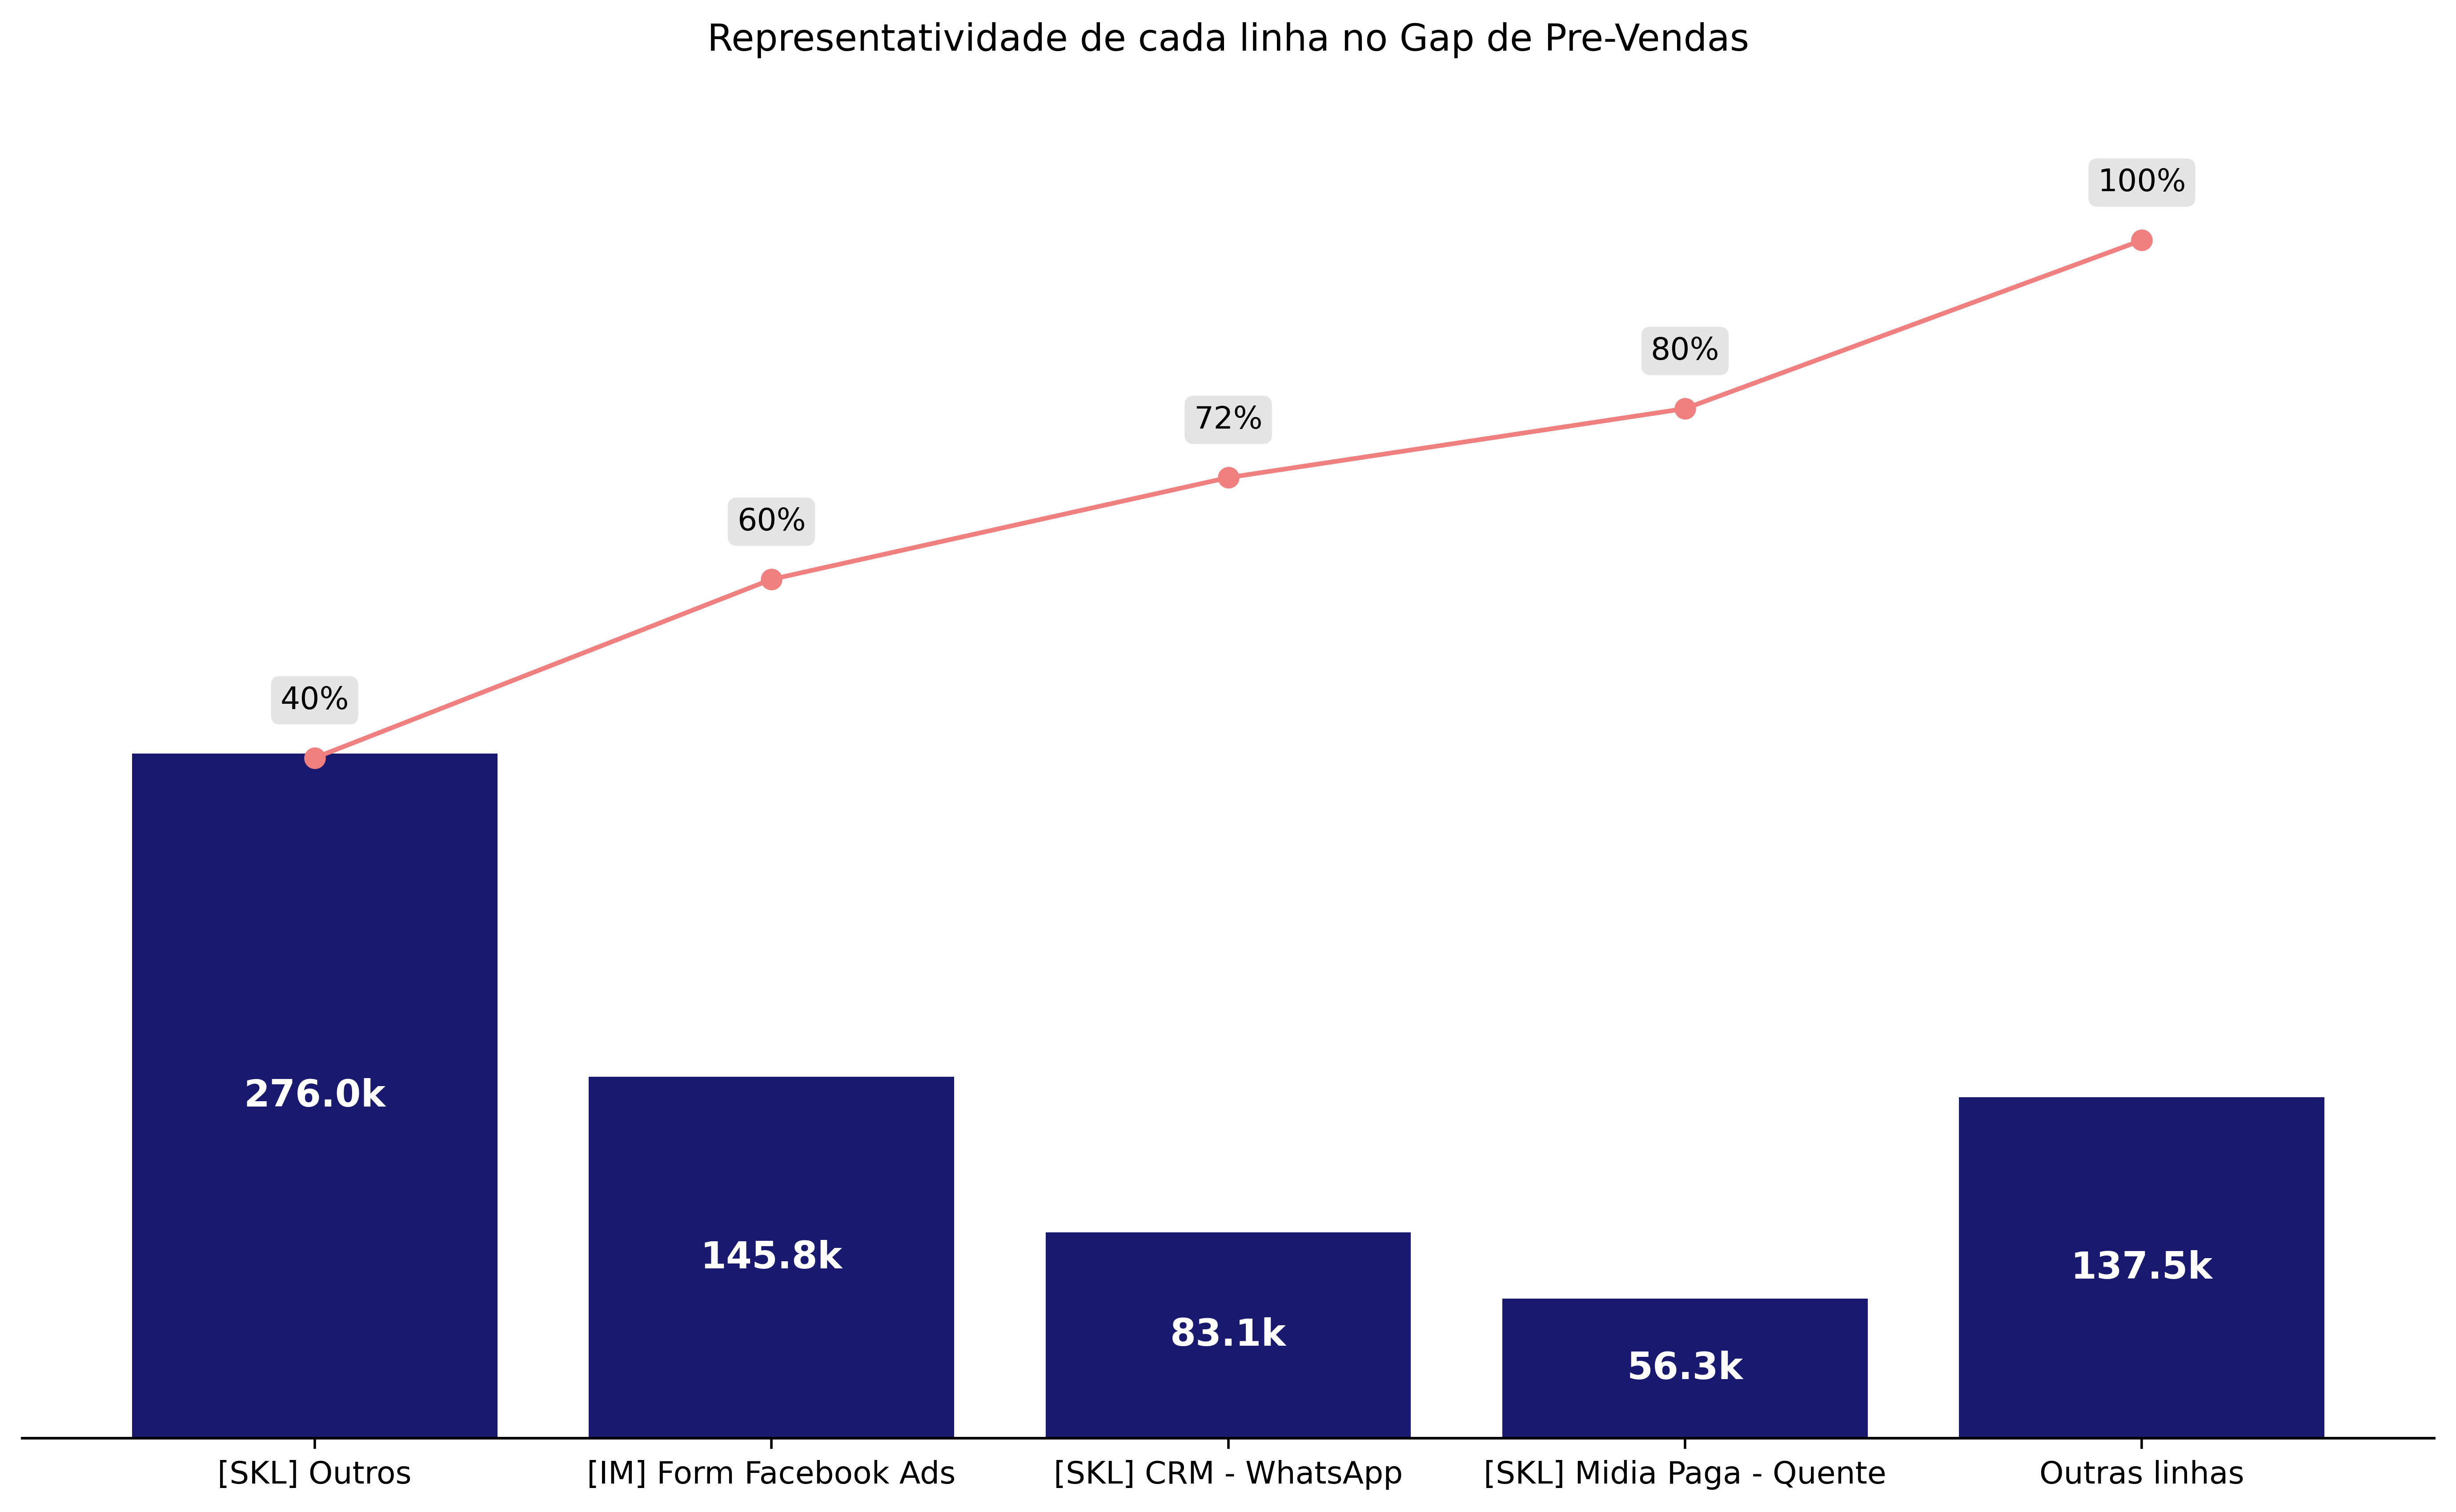 Representatividade de cada linha no Gap de Pre-Vendas
100%
80%
72%
60%
40%
276.0k
145.8k
83.1k
56.3k
137.5k
[SKL] Outros
[IM] Form Facebook Ads
[SKL] CRM - WhatsApp
[SKL] Midia Paga - Quente
Outras linhas